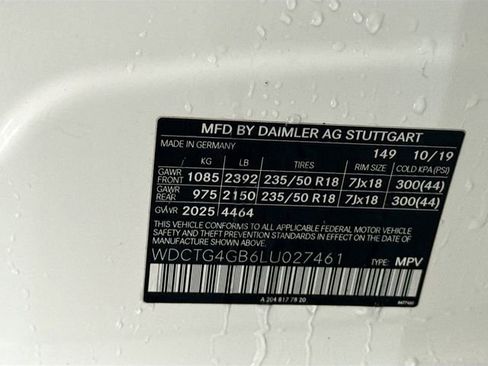 MFD BY DAIMLER AG STUTTGART
MADE IN GERMANY 149 10/19
KG LB TIRES RIM SIZE COLD KPA (PSI)
GAWR FRONT 1085 2392 235/50 R18 7Jx18 300(44)
GAWR REAR 975 2150 235/50 R18 7Jx18 300(44)
GVWR 2025 4464
THIS VEHICLE CONFORMS TO ALL APPLICABLE FEDERAL MOTOR VEHICLE
SAFETY, BUMPER, AND THEFT PREVENTION STANDARDS IN EFFECT ON THE DATE OF
MANUFACTURE SHOWN ABOVE.
WDCTG4GB6LU027461 TYPE: MPV
A 204 817 78 20